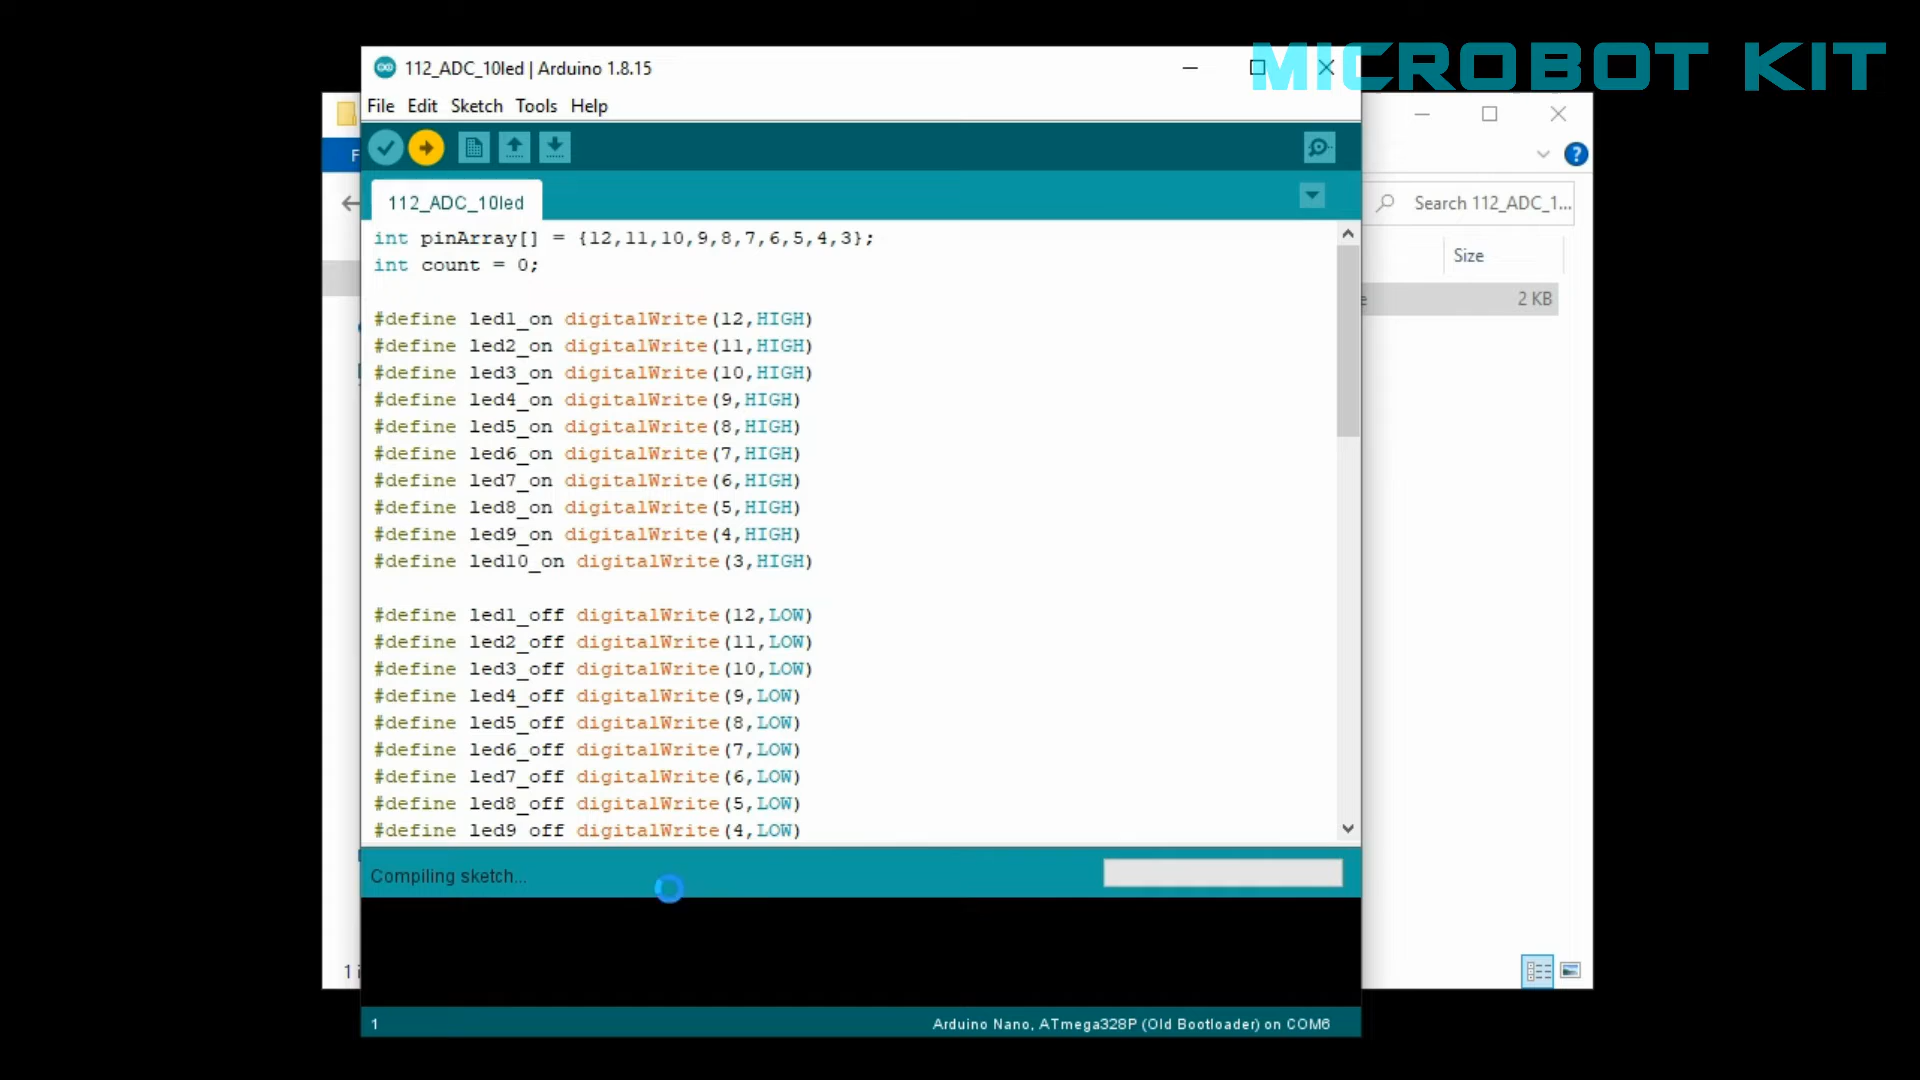 MICROBOT KIT
112_ADC_10led | Arduino 1.8.15
File Edit Sketch Tools Help
F
?
112_ADC_10led
Search 112_ADC_1...
int pinArray[] = {12,11,10,9,8,7,6,5,4,3};
int count = 0;
Size
e 2 KB
#define led1_on digitalWrite(12,HIGH)
#define led2_on digitalWrite(11,HIGH)
#define led3_on digitalWrite(10,HIGH)
#define led4_on digitalWrite(9,HIGH)
#define led5_on digitalWrite(8,HIGH)
#define led6_on digitalWrite(7,HIGH)
#define led7_on digitalWrite(6,HIGH)
#define led8_on digitalWrite(5,HIGH)
#define led9_on digitalWrite(4,HIGH)
#define led10_on digitalWrite(3,HIGH)
#define led1_off digitalWrite(12,LOW)
#define led2_off digitalWrite(11,LOW)
#define led3_off digitalWrite(10,LOW)
#define led4_off digitalWrite(9,LOW)
#define led5_off digitalWrite(8,LOW)
#define led6_off digitalWrite(7,LOW)
#define led7_off digitalWrite(6,LOW)
#define led8_off digitalWrite(5,LOW)
#define led9_off digitalWrite(4,LOW)
Compiling sketch...
1 i
1
Arduino Nano, ATmega328P (Old Bootloader) on COM6